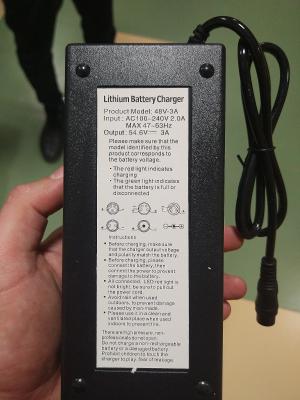 Lithium Battery Charger
Product Model: 48V-3A
Input: AC100-240V 2.0A
MAX 47-63Hz
Output: 54.6V⎓ 3A
Please make sure that the
model identified by this
product corresponds to
the battery voltage.
• The red light indicates
charging
• The green light indicates
that the battery is full or
disconnected
Instructions
• Before charging, make sure
that the charger output voltage
and polarity match the battery.
• Before charging, please
connect the battery, then
connect the power to prevent
damage to the battery.
• All connected, LED red light is
not bright, be sure to pull out
the power cord.
• Avoid rain when used
outdoors, to prevent damage
caused by man-made.
• Please use it in a clean and
ventilated place when used
indoors to prevent fire.
There are high pressure, non-
professionals do not open.
Do not charge a non-rechargeable
battery or a damaged battery.
Prohibit children to touch the
charger to play, fear of leakage.